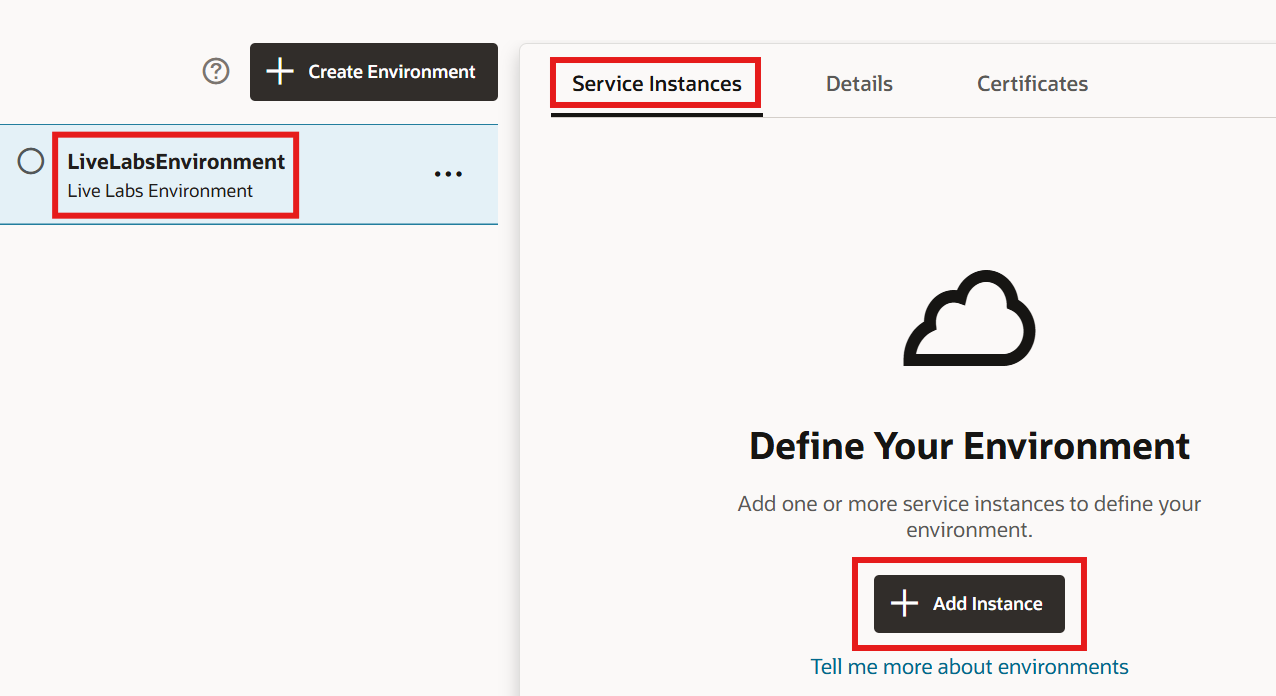 Create Environment
LiveLabsEnvironment
Live Labs Environment
Service Instances
Details
Certificates
Define Your Environment
Add one or more service instances to define your
environment.
Add Instance
Tell me more about environments